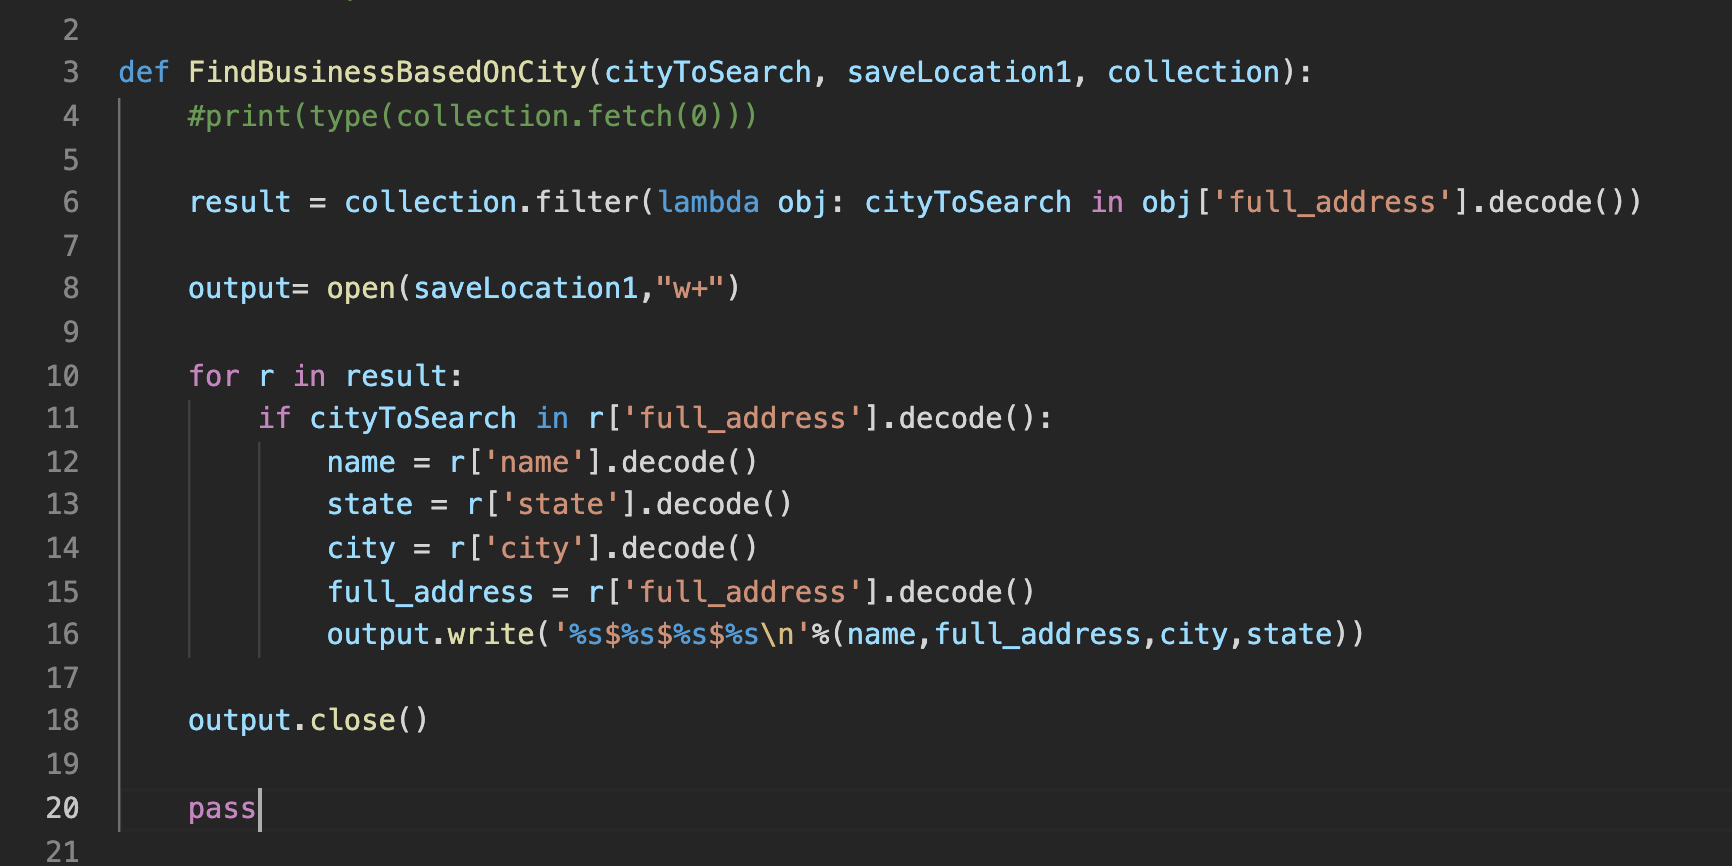 2
3 def FindBusinessBasedOnCity(cityToSearch, saveLocation1, collection):
4     #print(type(collection.fetch(0)))
5
6     result = collection.filter(lambda obj: cityToSearch in obj['full_address'].decode())
7
8     output= open(saveLocation1,"w+")
9
10     for r in result:
11         if cityToSearch in r['full_address'].decode():
12             name = r['name'].decode()
13             state = r['state'].decode()
14             city = r['city'].decode()
15             full_address = r['full_address'].decode()
16             output.write('%s$%s$%s$%s\n'%(name,full_address,city,state))
17
18     output.close()
19
20     pass
21